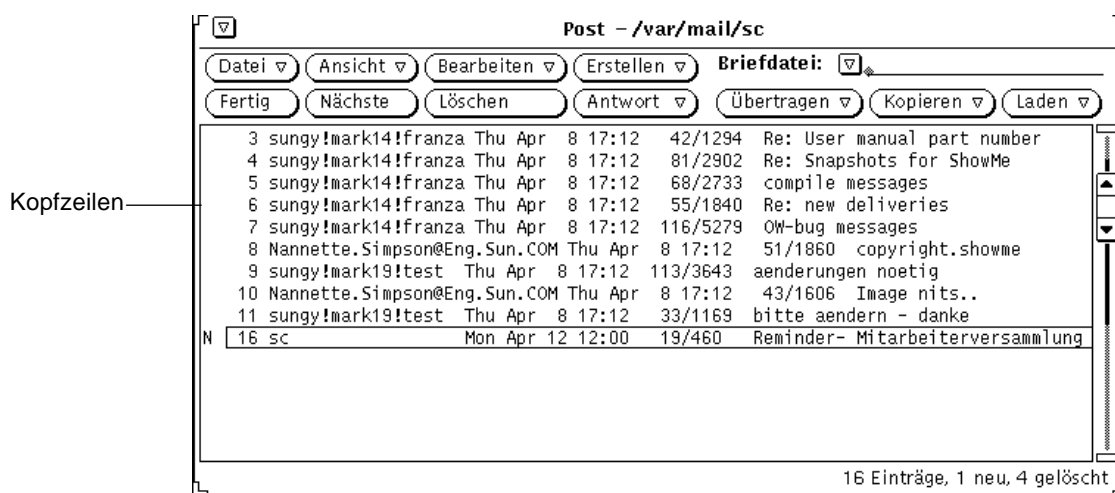 Post – /var/mail/sc
Datei Ansicht Bearbeiten Erstellen Briefdatei:
Fertig Nächste Löschen Antwort Übertragen Kopieren Laden
3 sungy!mark14!franza Thu Apr 8 17:12 42/1294 Re: User manual part number
4 sungy!mark14!franza Thu Apr 8 17:12 81/2902 Re: Snapshots for ShowMe
5 sungy!mark14!franza Thu Apr 8 17:12 68/2733 compile messages
Kopfzeilen
6 sungy!mark14!franza Thu Apr 8 17:12 55/1840 Re: new deliveries
7 sungy!mark14!franza Thu Apr 8 17:12 116/5279 OW-bug messages
8 Nannette.Simpson@Eng.Sun.COM Thu Apr 8 17:12 51/1860 copyright.showme
9 sungy!mark19!test Thu Apr 8 17:12 113/3643 aenderungen noetig
10 Nannette.Simpson@Eng.Sun.COM Thu Apr 8 17:12 43/1606 Image nits..
11 sungy!mark19!test Thu Apr 8 17:12 33/1169 bitte aendern - danke
N 16 sc Mon Apr 12 12:00 19/460 Reminder- Mitarbeiterversammlung
16 Einträge, 1 neu, 4 gelöscht